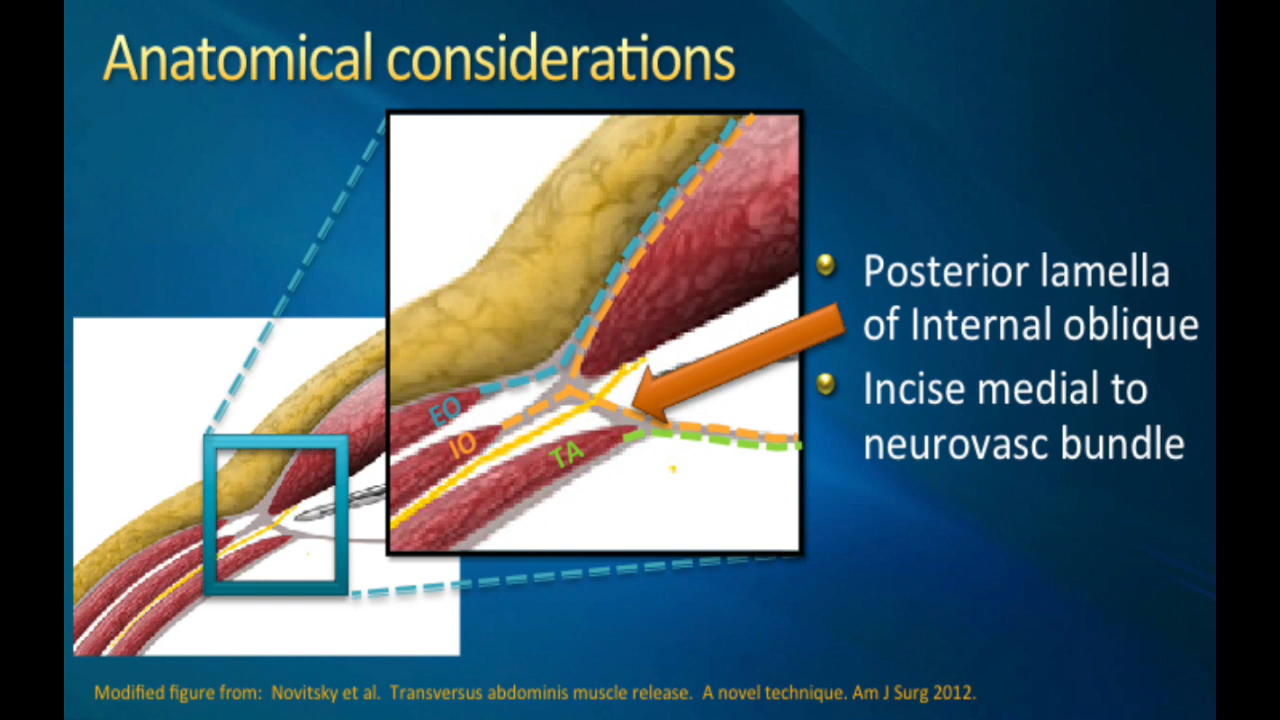 Anatomical considerations
EO
IO
TA
Posterior lamella
of Internal oblique
Incise medial to
neurovasc bundle
Modified figure from:  Novitsky et al.  Transversus abdominis muscle release.  A novel technique. Am J Surg 2012.